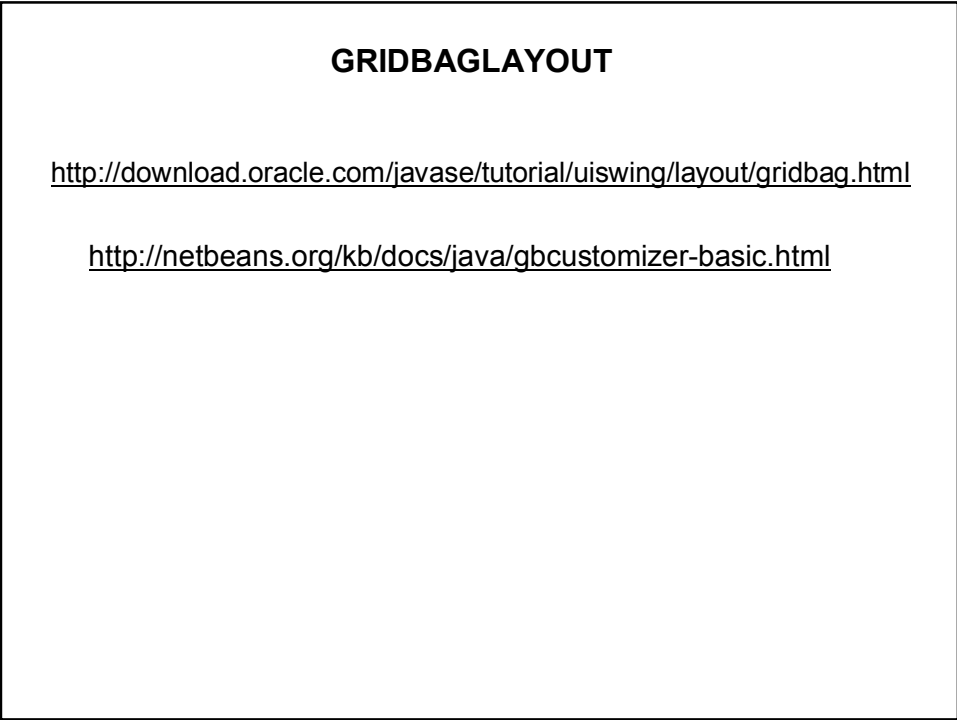 GRIDBAGLAYOUT
http://download.oracle.com/javase/tutorial/uiswing/layout/gridbag.html
http://netbeans.org/kb/docs/java/gbcustomizer-basic.html